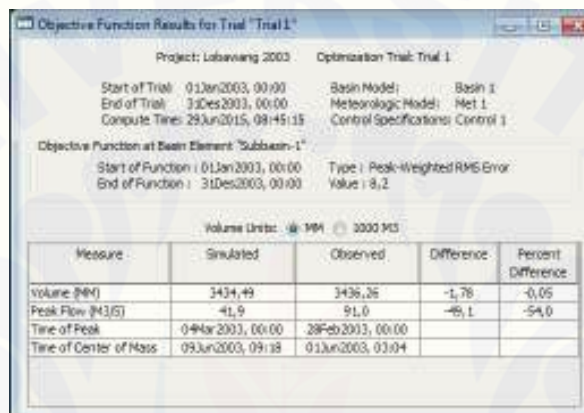 Objective Function Results for Trial "Trial 1"
Project: Lobawang 2003 Optimization Trial: Trial 1
Start of Trial: 01Jan2003, 00:00 Basin Model: Basin 1
End of Trial: 31Des2003, 00:00 Meteorologic Model: Met 1
Compute Time: 29Jun2015, 08:45:15 Control Specifications: Control 1
Objective Function at Basin Element "Subbasin-1"
Start of Function : 01Jan2003, 00:00 Type : Peak-Weighted RMS Error
End of Function : 31Des2003, 00:00 Value : 8,2
Volume Units: MM 1000 M3
Measure Simulated Observed Difference Percent Difference
Volume (MM) 3434,49 3436,26 -1,78 -0,05
Peak Flow (M3/S) 41,9 91,0 -49,1 -54,0
Time of Peak 04Mar2003, 00:00 28Feb2003, 00:00
Time of Center of Mass 09Jun2003, 09:18 01Jun2003, 03:04